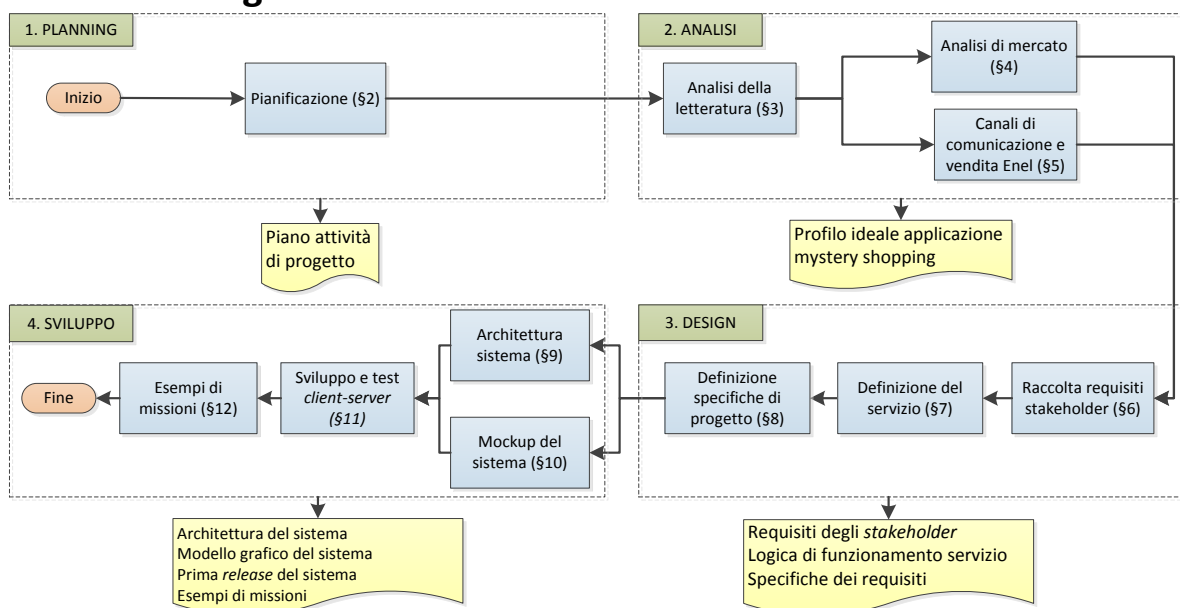 1. PLANNING
Inizio
Pianificazione (§2)
Piano attività
di progetto
2. ANALISI
Analisi della
letteratura (§3)
Analisi di mercato
(§4)
Canali di
comunicazione e
vendita Enel (§5)
Profilo ideale applicazione
mystery shopping
3. DESIGN
Raccolta requisiti
stakeholder (§6)
Definizione del
servizio (§7)
Definizione
specifiche di
progetto (§8)
Requisiti degli stakeholder
Logica di funzionamento servizio
Specifiche dei requisiti
4. SVILUPPO
Architettura
sistema (§9)
Mockup del
sistema (§10)
Sviluppo e test
client-server
(§11)
Esempi di
missioni (§12)
Fine
Architettura del sistema
Modello grafico del sistema
Prima release del sistema
Esempi di missioni